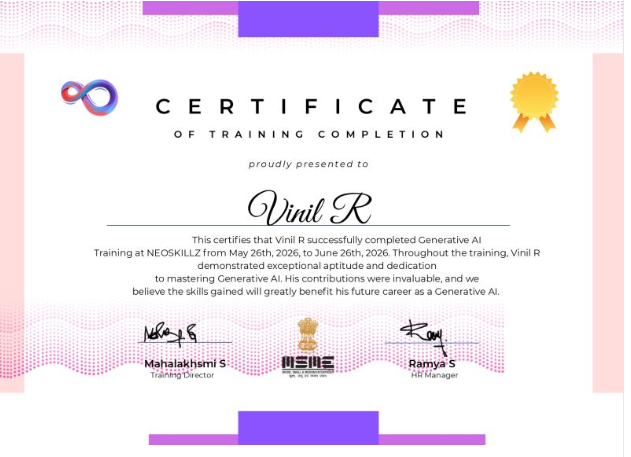 CERTIFICATE
OF TRAINING COMPLETION
proudly presented to
Vinil R
This certifies that Vinil R successfully completed Generative AI
Training at NEOSKILLZ from May 26th, 2026, to June 26th, 2026. Throughout the training, Vinil R
demonstrated exceptional aptitude and dedication
to mastering Generative AI. His contributions were invaluable, and we
believe the skills gained will greatly benefit his future career as a Generative AI.
Mahalakhsmi S
Training Director
MSME
Ramya S
HR Manager